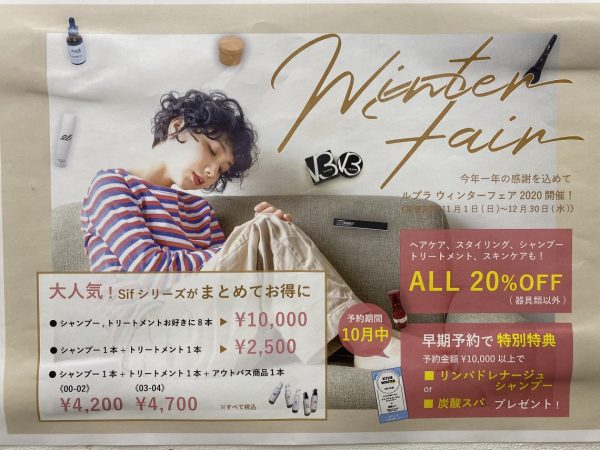 Winter
fair
今年一年の感謝を込めて
ルプラ ウィンターフェア2020開催！
11月1日(日)〜12月30日(水)》
ヘアケア、スタイリング、シャンプー
トリートメント、スキンケアも！
ALL 20%OFF
(器具類以外)
大人気！Sifシリーズがまとめてお得に
● シャンプー、トリートメントお好きに8本 ▶ ¥10,000
● シャンプー1本＋トリートメント1本 ▶ ¥2,500
● シャンプー1本＋トリートメント1本＋アウトバス商品1本
《00-02》 《03-04》
¥4,200 ¥4,700 ※すべて税込
予約期間
10月中
早期予約で 特別特典
予約金額 ¥10,000 以上で
■ リンパドレナージュ
シャンプー
or
■ 炭酸スパ プレゼント！